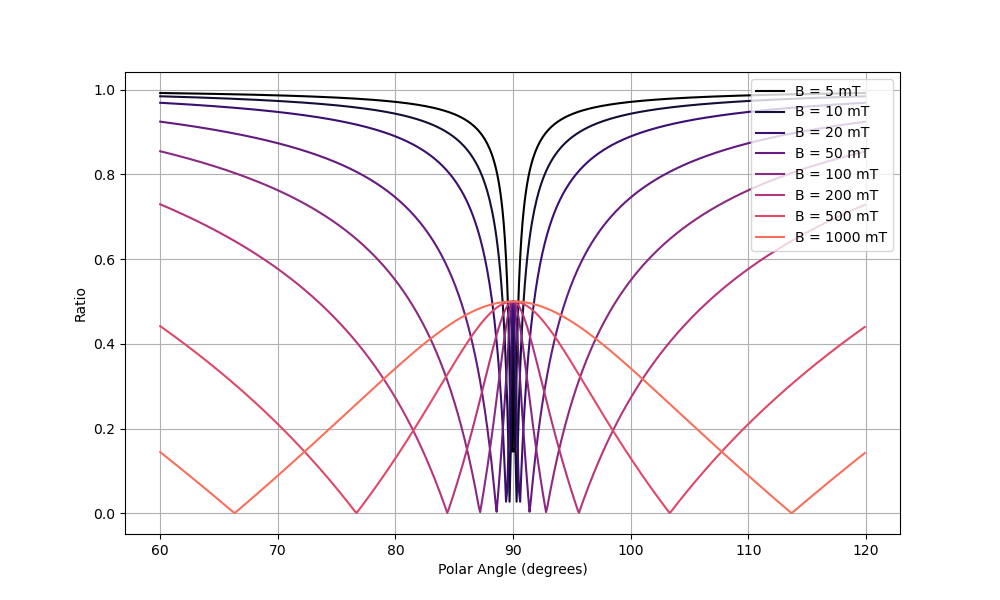 1.0
0.8
0.6
0.4
0.2
0.0
Ratio
60
70
80
90
100
110
120
Polar Angle (degrees)
B = 5 mT
B = 10 mT
B = 20 mT
B = 50 mT
B = 100 mT
B = 200 mT
B = 500 mT
B = 1000 mT